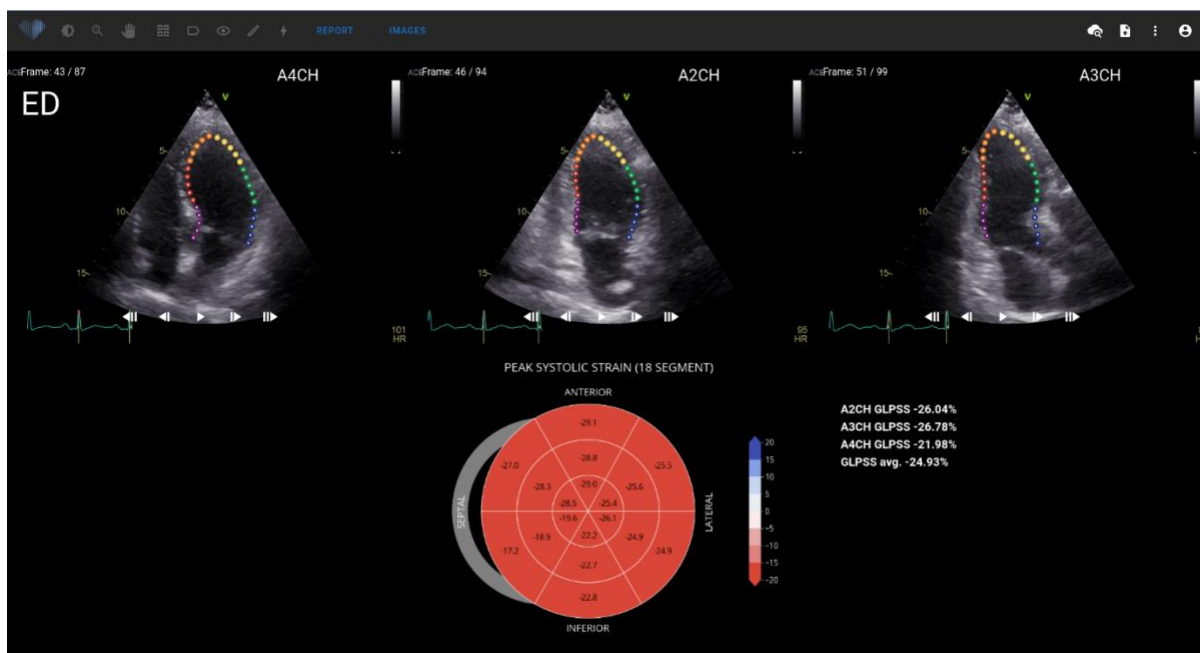 REPORT
IMAGES
Frame: 43 / 87
A4CH
Frame: 46 / 94
A2CH
Frame: 51 / 99
A3CH
ED
V
V
V
5
5
5
10
10
10
15
15
15
101
HR
95
HR
PEAK SYSTOLIC STRAIN (18 SEGMENT)
ANTERIOR
SEPTAL
LATERAL
INFERIOR
-29.1
-27.0
-28.8
-25.5
-28.3
-29.0
-25.6
-28.5
-25.4
-19.6
-26.1
-18.9
-22.2
-24.9
-17.2
-22.7
-24.9
-22.8
20
15
10
5
0
-5
-10
-15
-20
A2CH GLPSS -26.04%
A3CH GLPSS -26.78%
A4CH GLPSS -21.98%
GLPSS avg. -24.93%